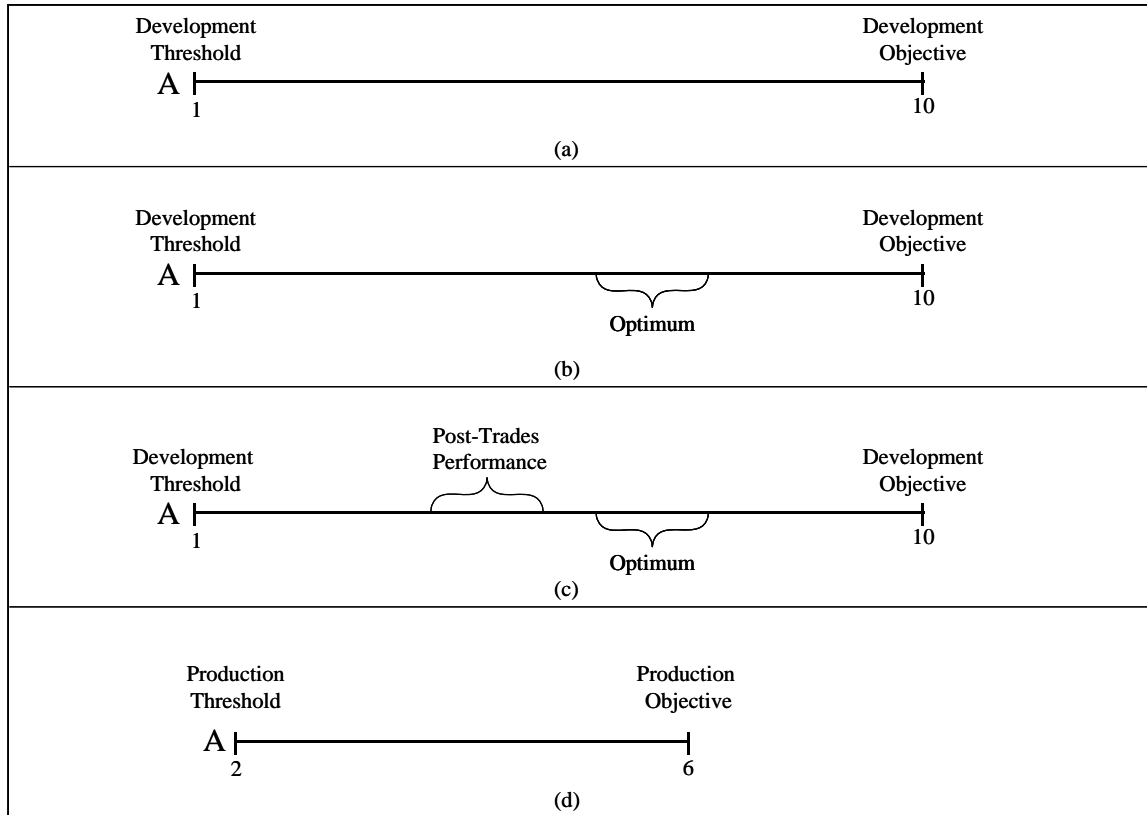 Development Development
Threshold Objective
A
1 10
(a)
Development Development
Threshold Objective
A
1 10
Optimum
(b)
Post-Trades
Performance
Development Development
Threshold Objective
A
1 10
Optimum
(c)
Production Production
Threshold Objective
A
2 6
(d)